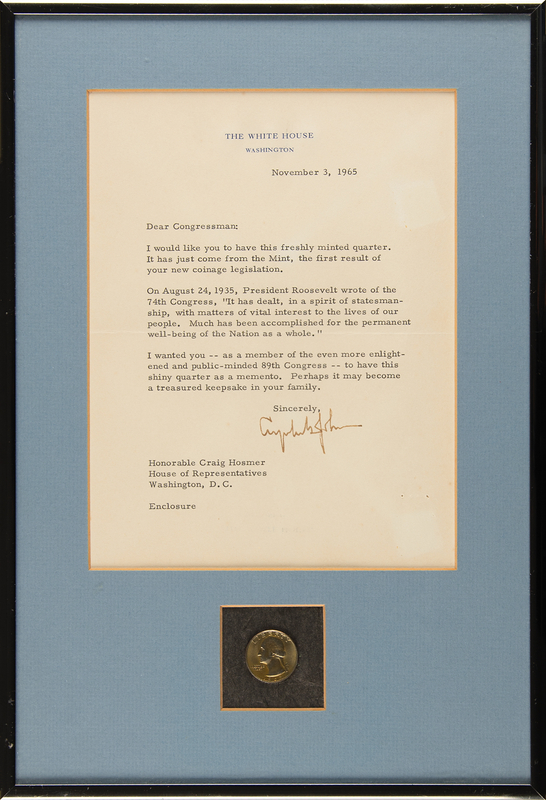 THE WHITE HOUSE
WASHINGTON
November 3, 1965
Dear Congressman:
I would like you to have this freshly minted quarter.
It has just come from the Mint, the first result of
your new coinage legislation.
On August 24, 1935, President Roosevelt wrote of the
74th Congress, "It has dealt, in a spirit of statesman-
ship, with matters of vital interest to the lives of our
people. Much has been accomplished for the permanent
well-being of the Nation as a whole."
I wanted you -- as a member of the even more enlight-
ened and public-minded 89th Congress -- to have this
shiny quarter as a memento. Perhaps it may become
a treasured keepsake in your family.
Sincerely,
Honorable Craig Hosmer
House of Representatives
Washington, D.C.
Enclosure
LIBERTY